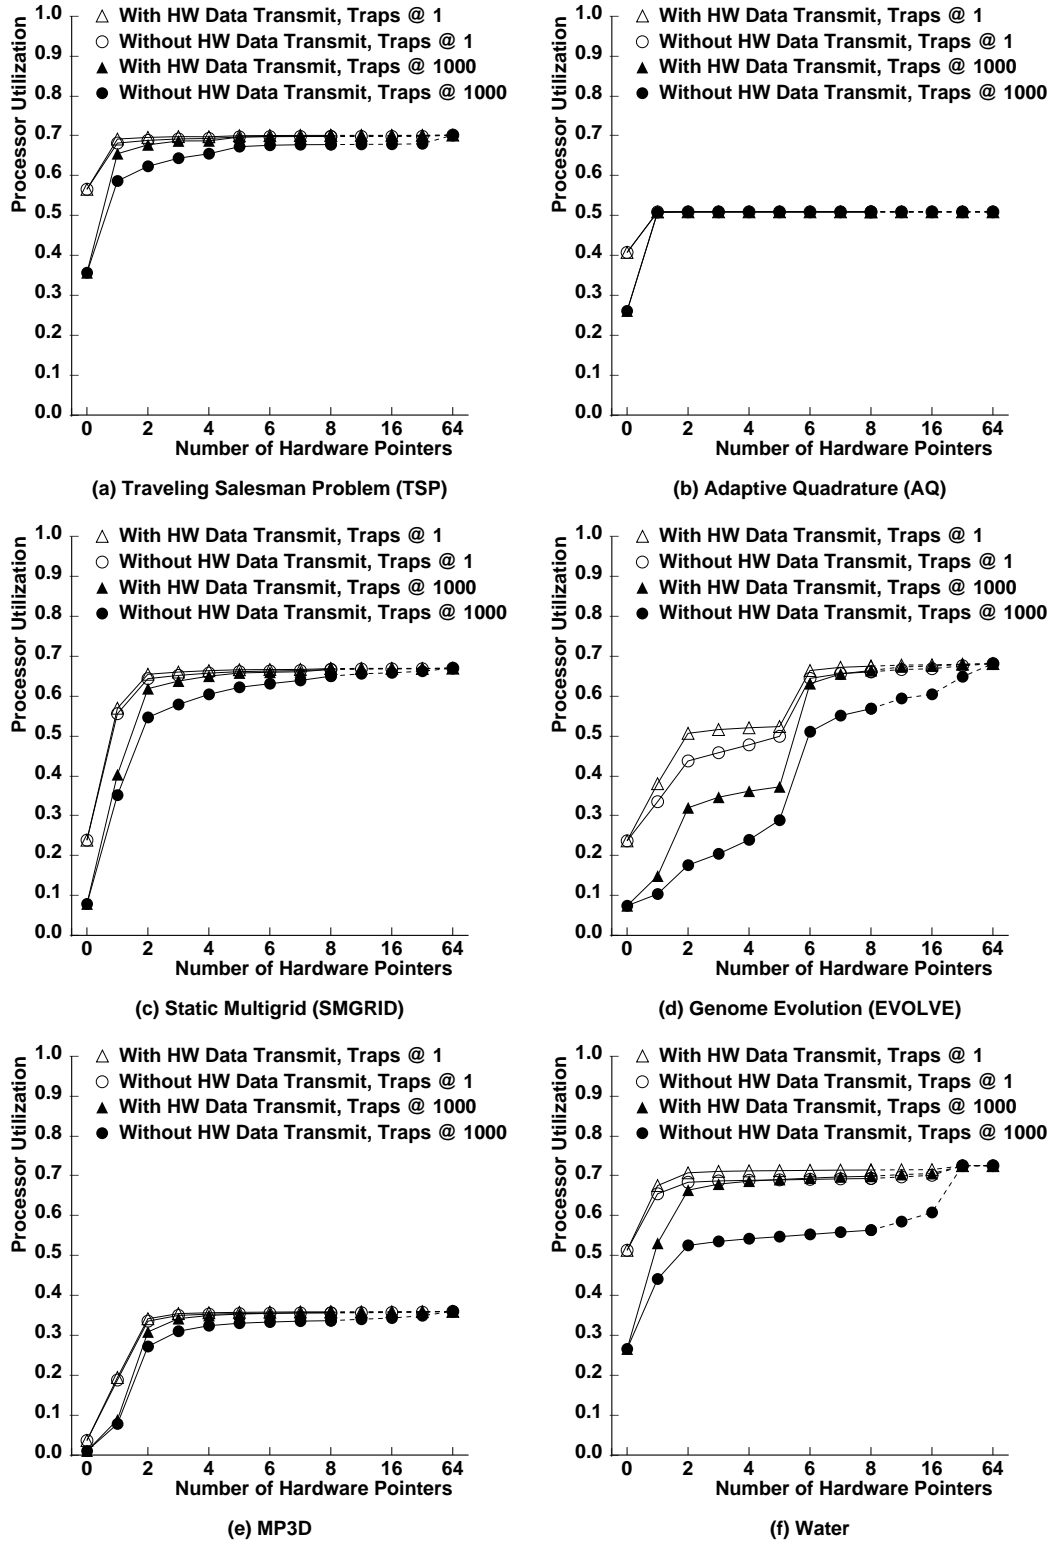 1.0
0.9
0.8
0.7
0.6
0.5
0.4
0.3
0.2
0.1
0.0
Processor Utilization
With HW Data Transmit, Traps @ 1
Without HW Data Transmit, Traps @ 1
With HW Data Transmit, Traps @ 1000
Without HW Data Transmit, Traps @ 1000
0 2 4 6 8 16 64
Number of Hardware Pointers
(a) Traveling Salesman Problem (TSP)
1.0
0.9
0.8
0.7
0.6
0.5
0.4
0.3
0.2
0.1
0.0
Processor Utilization
With HW Data Transmit, Traps @ 1
Without HW Data Transmit, Traps @ 1
With HW Data Transmit, Traps @ 1000
Without HW Data Transmit, Traps @ 1000
0 2 4 6 8 16 64
Number of Hardware Pointers
(b) Adaptive Quadrature (AQ)
1.0
0.9
0.8
0.7
0.6
0.5
0.4
0.3
0.2
0.1
0.0
Processor Utilization
With HW Data Transmit, Traps @ 1
Without HW Data Transmit, Traps @ 1
With HW Data Transmit, Traps @ 1000
Without HW Data Transmit, Traps @ 1000
0 2 4 6 8 16 64
Number of Hardware Pointers
(c) Static Multigrid (SMGRID)
1.0
0.9
0.8
0.7
0.6
0.5
0.4
0.3
0.2
0.1
0.0
Processor Utilization
With HW Data Transmit, Traps @ 1
Without HW Data Transmit, Traps @ 1
With HW Data Transmit, Traps @ 1000
Without HW Data Transmit, Traps @ 1000
0 2 4 6 8 16 64
Number of Hardware Pointers
(d) Genome Evolution (EVOLVE)
1.0
0.9
0.8
0.7
0.6
0.5
0.4
0.3
0.2
0.1
0.0
Processor Utilization
With HW Data Transmit, Traps @ 1
Without HW Data Transmit, Traps @ 1
With HW Data Transmit, Traps @ 1000
Without HW Data Transmit, Traps @ 1000
0 2 4 6 8 16 64
Number of Hardware Pointers
(e) MP3D
1.0
0.9
0.8
0.7
0.6
0.5
0.4
0.3
0.2
0.1
0.0
Processor Utilization
With HW Data Transmit, Traps @ 1
Without HW Data Transmit, Traps @ 1
With HW Data Transmit, Traps @ 1000
Without HW Data Transmit, Traps @ 1000
0 2 4 6 8 16 64
Number of Hardware Pointers
(f) Water